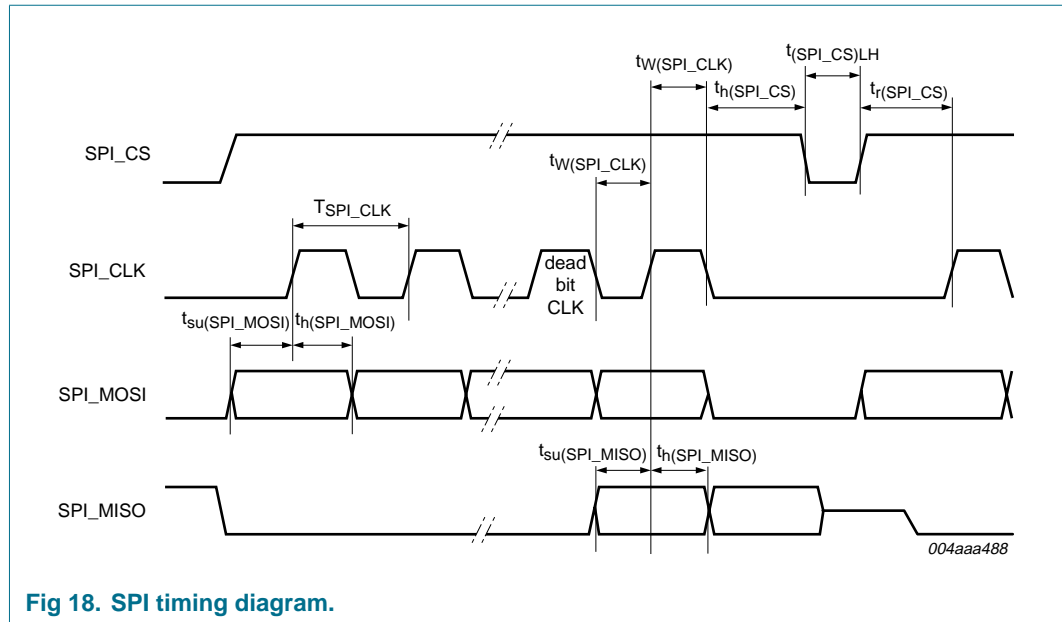 t(SPI_CS)LH
tW(SPI_CLK)
th(SPI_CS)
tr(SPI_CS)
SPI_CS
tW(SPI_CLK)
TSPI_CLK
SPI_CLK
dead
bit
CLK
tsu(SPI_MOSI)
th(SPI_MOSI)
SPI_MOSI
tsu(SPI_MISO)
th(SPI_MISO)
SPI_MISO
004aaa488
Fig 18. SPI timing diagram.